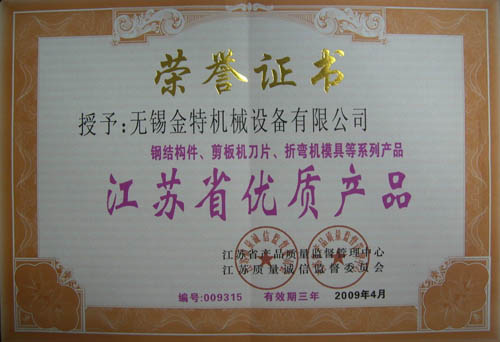 荣誉证书
授予:无锡金特机械设备有限公司
钢结构件、剪板机刀片、折弯机模具等系列产品
江苏省优质产品
江苏省产品质量监督管理中心
江苏质量诚信监督委员会
编号:009315 有效期三年 2009年4月